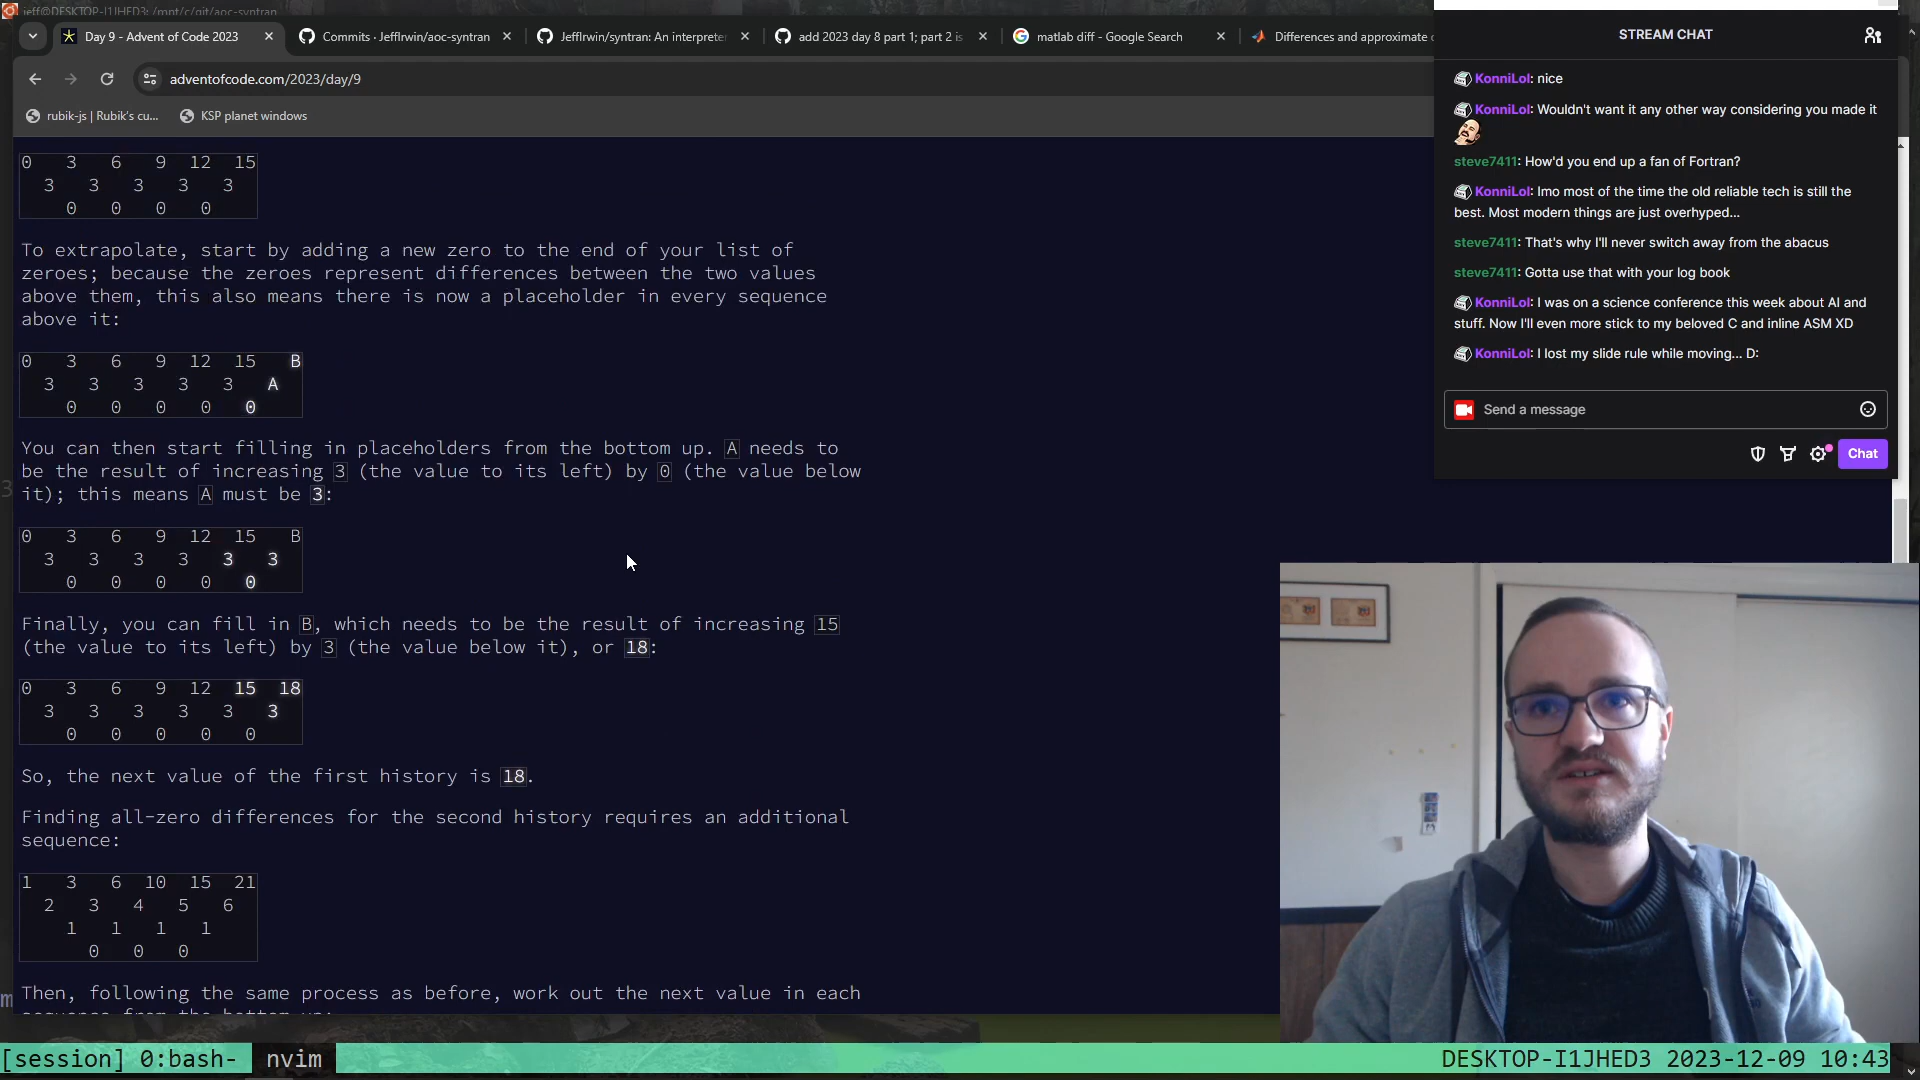 jeff@DESKTOP-I1JHED3: /mnt/c/git/aoc-syntran
Day 9 - Advent of Code 2023
Commits · JeffIrwin/aoc-syntran
JeffIrwin/syntran: An interprete
add 2023 day 8 part 1; part 2 is
matlab diff - Google Search
Differences and approximate
adventofcode.com/2023/day/9
rubik-js | Rubik's cu...
KSP planet windows
0 3 6 9 12 15
3 3 3 3 3
0 0 0 0
To extrapolate, start by adding a new zero to the end of your list of
zeroes; because the zeroes represent differences between the two values
above them, this also means there is now a placeholder in every sequence
above it:
0 3 6 9 12 15 B
3 3 3 3 3 A
0 0 0 0 0
You can then start filling in placeholders from the bottom up. A needs to
be the result of increasing 3 (the value to its left) by 0 (the value below
it); this means A must be 3:
0 3 6 9 12 15 B
3 3 3 3 3 3
0 0 0 0 0
Finally, you can fill in B, which needs to be the result of increasing 15
(the value to its left) by 3 (the value below it), or 18:
0 3 6 9 12 15 18
3 3 3 3 3 3
0 0 0 0 0
So, the next value of the first history is 18.
Finding all-zero differences for the second history requires an additional
sequence:
1 3 6 10 15 21
2 3 4 5 6
1 1 1 1
0 0 0
Then, following the same process as before, work out the next value in each
sequence from the bottom up:
STREAM CHAT
KonniLol: nice
KonniLol: Wouldn't want it any other way considering you made it
steve7411: How'd you end up a fan of Fortran?
KonniLol: Imo most of the time the old reliable tech is still the
best. Most modern things are just overhyped...
steve7411: That's why I'll never switch away from the abacus
steve7411: Gotta use that with your log book
KonniLol: I was on a science conference this week about AI and
stuff. Now I'll even more stick to my beloved C and inline ASM XD
KonniLol: I lost my slide rule while moving... D:
Send a message
Chat
[session] 0:bash- nvim
DESKTOP-I1JHED3 2023-12-09 10:43